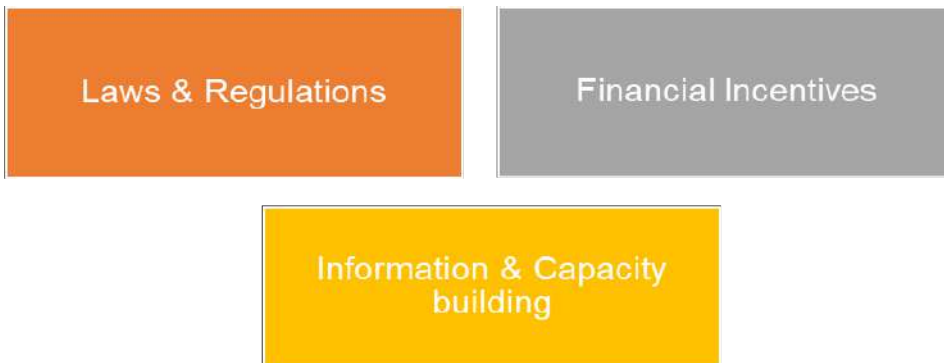 Laws & Regulations
Financial Incentives
Information & Capacity
building